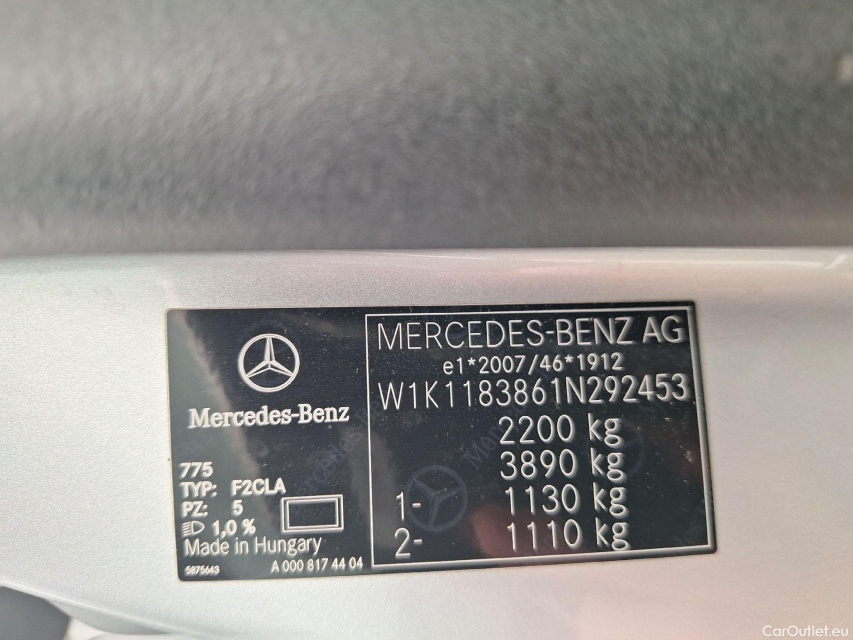 Mercedes-Benz
775
TYP: F2CLA
PZ: 5
1,0 %
Made in Hungary
5875643
A 000 817 44 04
MERCEDES-BENZ AG
e1*2007/46*1912
W1K1183861N292453
2200 kg
3890 kg
1- 1130 kg
2- 1110 kg
CarOutlet.eu